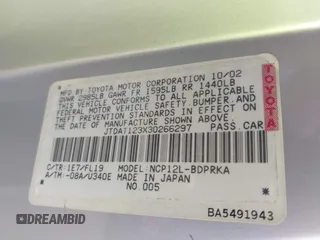 MFD BY TOYOTA MOTOR CORPORATION 10/02
GVWR 2985LB GAWR FR 1595LB RR 1440LB
THIS VEHICLE CONFORMS TO ALL APPLICABLE
FEDERAL MOTOR VEHICLE SAFETY, BUMPER, AND
THEFT PREVENTION STANDARDS IN EFFECT ON
THE DATE OF MANUFACTURE SHOWN ABOVE.
JTDAT123X30266297 PASS.CAR
C/TR: 1E7/FL19 MODEL: NCP12L-BDPRKA
A/TM: -08A/U340E MADE IN JAPAN
NO.005
TOYOTA
BA5491943
DREAMBID